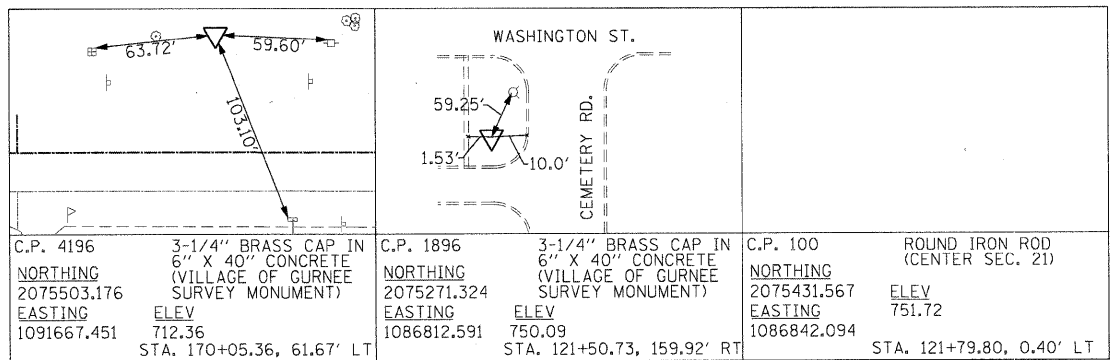 63.72'
59.60'
103.10'
WASHINGTON ST.
59.25'
1.53'
10.0'
CEMETERY RD.
C.P. 4196
3-1/4'' BRASS CAP IN
6'' X 40'' CONCRETE
(VILLAGE OF GURNEE
SURVEY MONUMENT)
NORTHING
2075503.176
EASTING
1091667.451
ELEV
712.36
STA. 170+05.36, 61.67' LT
C.P. 1896
3-1/4'' BRASS CAP IN
6'' X 40'' CONCRETE
(VILLAGE OF GURNEE
SURVEY MONUMENT)
NORTHING
2075271.324
EASTING
1086812.591
ELEV
750.09
STA. 121+50.73, 159.92' RT
C.P. 100
ROUND IRON ROD
(CENTER SEC. 21)
NORTHING
2075431.567
EASTING
1086842.094
ELEV
751.72
STA. 121+79.80, 0.40' LT